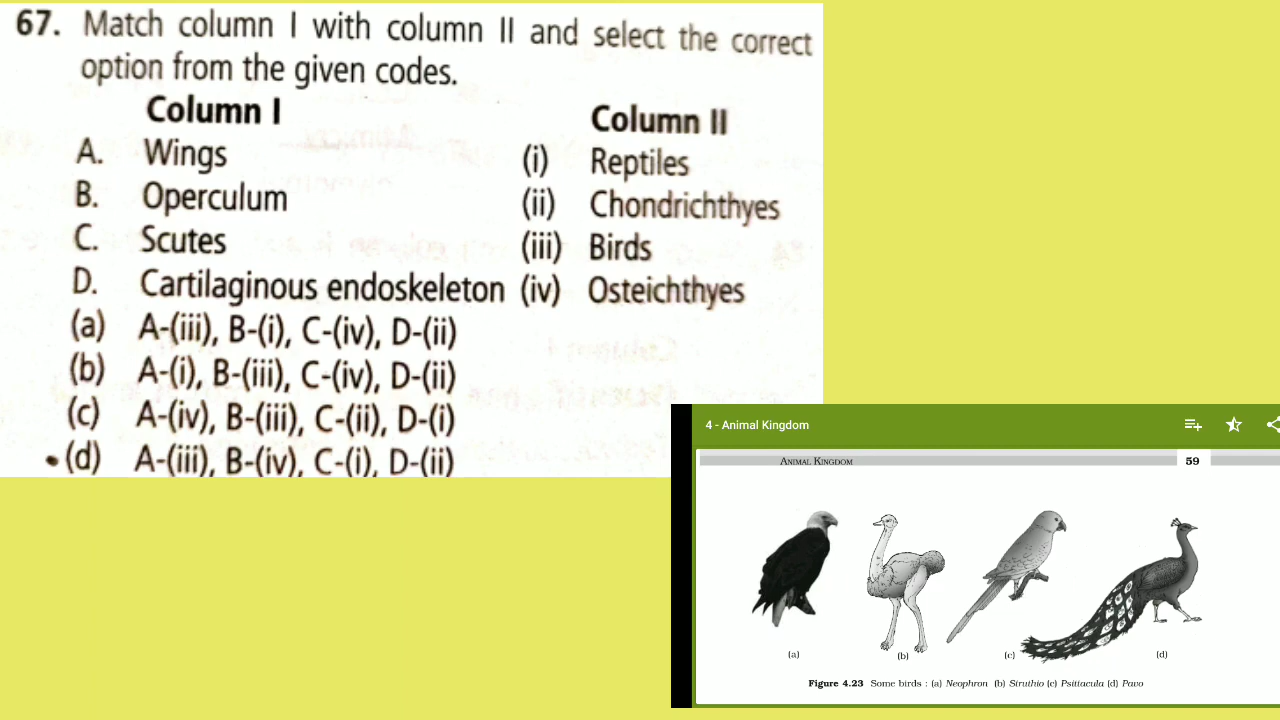 67. Match column I with column II and select the correct
option from the given codes.
Column I Column II
A. Wings (i) Reptiles
B. Operculum (ii) Chondrichthyes
C. Scutes (iii) Birds
D. Cartilaginous endoskeleton (iv) Osteichthyes
(a) A-(iii), B-(i), C-(iv), D-(ii)
(b) A-(i), B-(iii), C-(iv), D-(ii)
(c) A-(iv), B-(iii), C-(ii), D-(i)
(d) A-(iii), B-(iv), C-(i), D-(ii)
4 - Animal Kingdom
ANIMAL KINGDOM 59
(a) (b) (c) (d)
Figure 4.23 Some birds : (a) Neophron (b) Struthio (c) Psittacula (d) Pavo